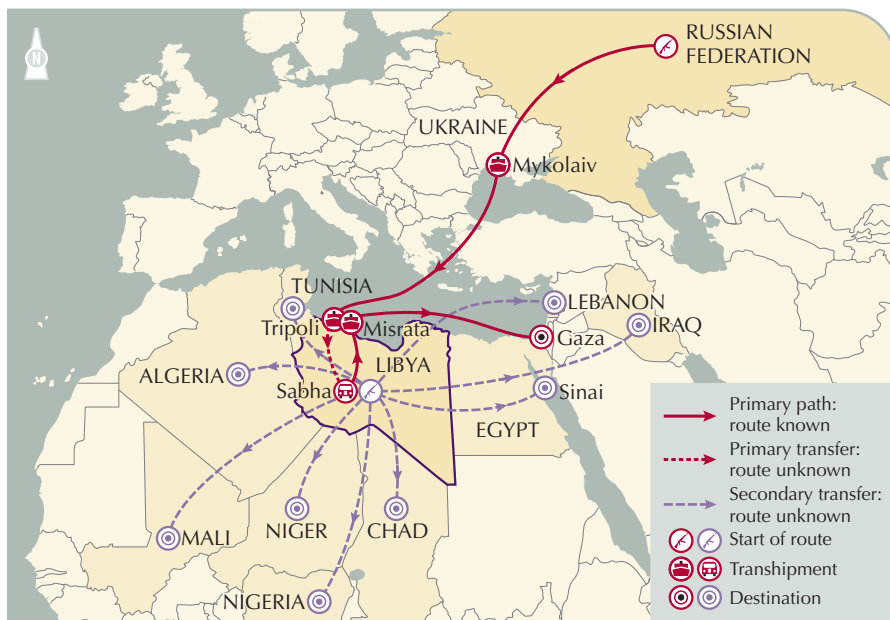 N
RUSSIAN
FEDERATION
UKRAINE
Mykolaiv
TUNISIA
LEBANON
Tripoli
Misrata
Gaza
IRAQ
LIBYA
ALGERIA
Sabha
Sinai
EGYPT
NIGER
CHAD
MALI
NIGERIA
Primary path:
route known
Primary transfer:
route unknown
Secondary transfer:
route unknown
Start of route
Transhipment
Destination